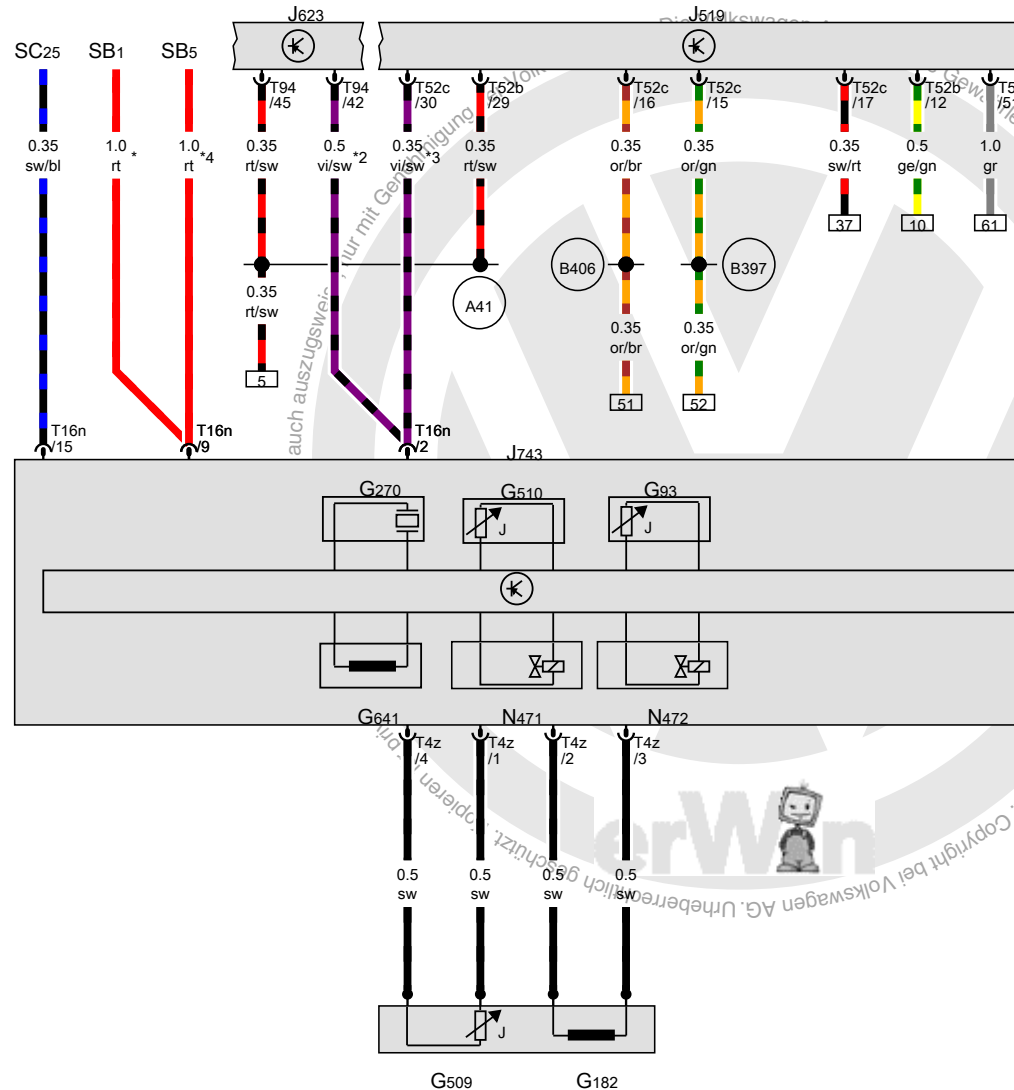 J623
J519
SC25
SB1
SB5
T94
/45
T94
/42
T52c
/30
T52b
/29
T52c
/16
T52c
/15
T52c
/17
T52b
/12
0.35
sw/bl
1.0
rt *
1.0
rt *4
0.35
rt/sw
0.5
vi/sw*2
0.35
vi/sw*3
0.35
rt/sw
0.35
or/br
0.35
or/gn
0.35
sw/rt
0.5
ge/gn
1.0
gr
37
10
61
B406
B397
A41
0.35
rt/sw
0.35
or/br
0.35
or/gn
5
51
52
T16n
/15
T16n
/9
T16n
/2
J743
G270
G510
G93
J
J
G641
N471
N472
T4z
/4
T4z
/1
T4z
/2
T4z
/3
0.5
sw
0.5
sw
0.5
sw
0.5
sw
J
G509
G182
erWin
auch auszugsweise, nur mit Genehmigung
Urheberrechtlich geschützt. Kopieren
Copyright bei Volkswagen AG.